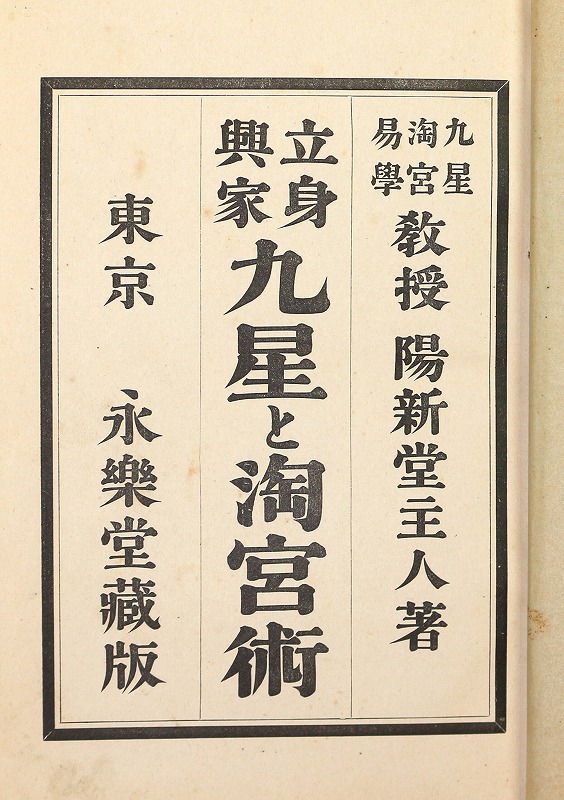 九星
淘宮
易學
教授 陽新堂主人著
立身
興家
九星と淘宮術
東京 永樂堂藏版